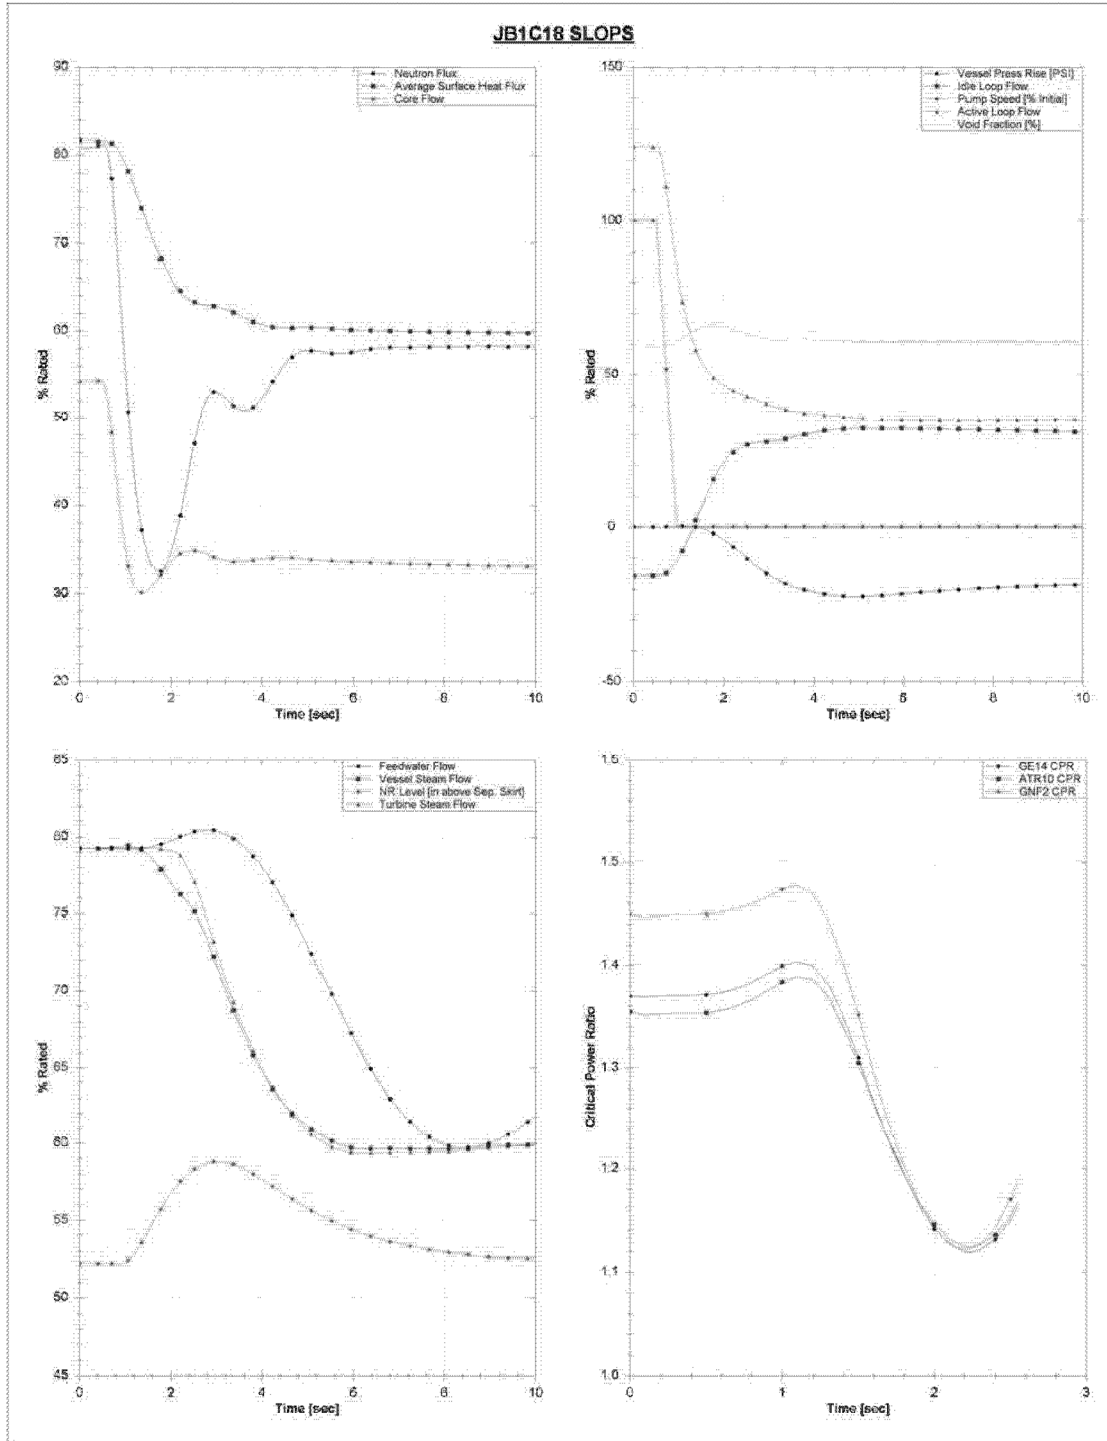 JB1C18 SLOPS
Neutron Flux
Average Surface Heat Flux
Core Flow
90
80
70
60
50
40
30
20
% Rated
0 2 4 6 8 10
Time [sec]
Vessel Press Rise [PSI]
Idle Loop Flow
Pump Speed [% Initial]
Active Loop Flow
Void Fraction [%]
150
100
50
0
-50
% Rated
0 2 4 6 8 10
Time [sec]
Feedwater Flow
Vessel Steam Flow
NR Level [in above Sep. Skirt]
Turbine Steam Flow
85
80
75
70
65
60
55
50
45
% Rated
0 2 4 6 8 10
Time [sec]
GE14 CPR
ATR10 CPR
GNF2 CPR
1.6
1.5
1.4
1.3
1.2
1.1
1.0
Critical Power Ratio
0 1 2 3
Time [sec]